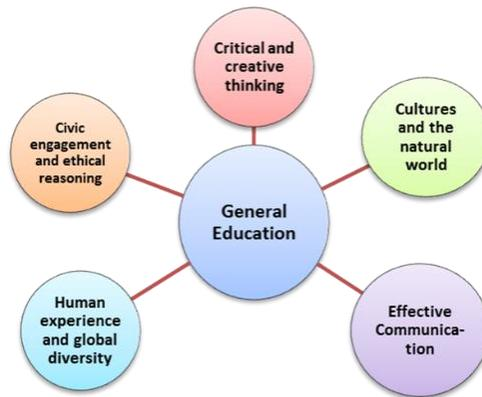 Critical and
creative
thinking
Cultures
and the
natural
world
Civic
engagement
and ethical
reasoning
General
Education
Human
experience
and global
diversity
Effective
Communica-
tion